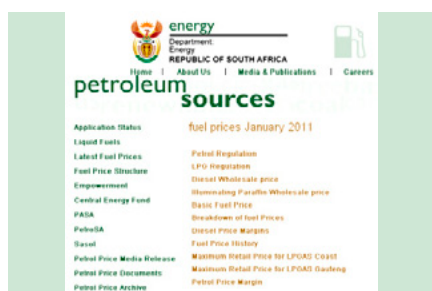 energy
Department:
Energy
REPUBLIC OF SOUTH AFRICA
Home | About Us | Media & Publications | Careers
petroleum
sources
Application Status
Liquid Fuels
Latest Fuel Prices
Fuel Price Structure
Empowerment
Central Energy Fund
PASA
PetroSA
Sasol
Petrol Price Media Release
Petrol Price Documents
Petrol Price Archive
fuel prices January 2011
Petrol Regulation
LPG Regulation
Diesel Wholesale price
Illuminating Paraffin Wholesale price
Basic Fuel Price
Breakdown of fuel Prices
Diesel Price Margins
Fuel Price History
Maximum Retail Price for LPGAS Coast
Maximum Retail Price for LPGAS Gauteng
Petrol Price Margin